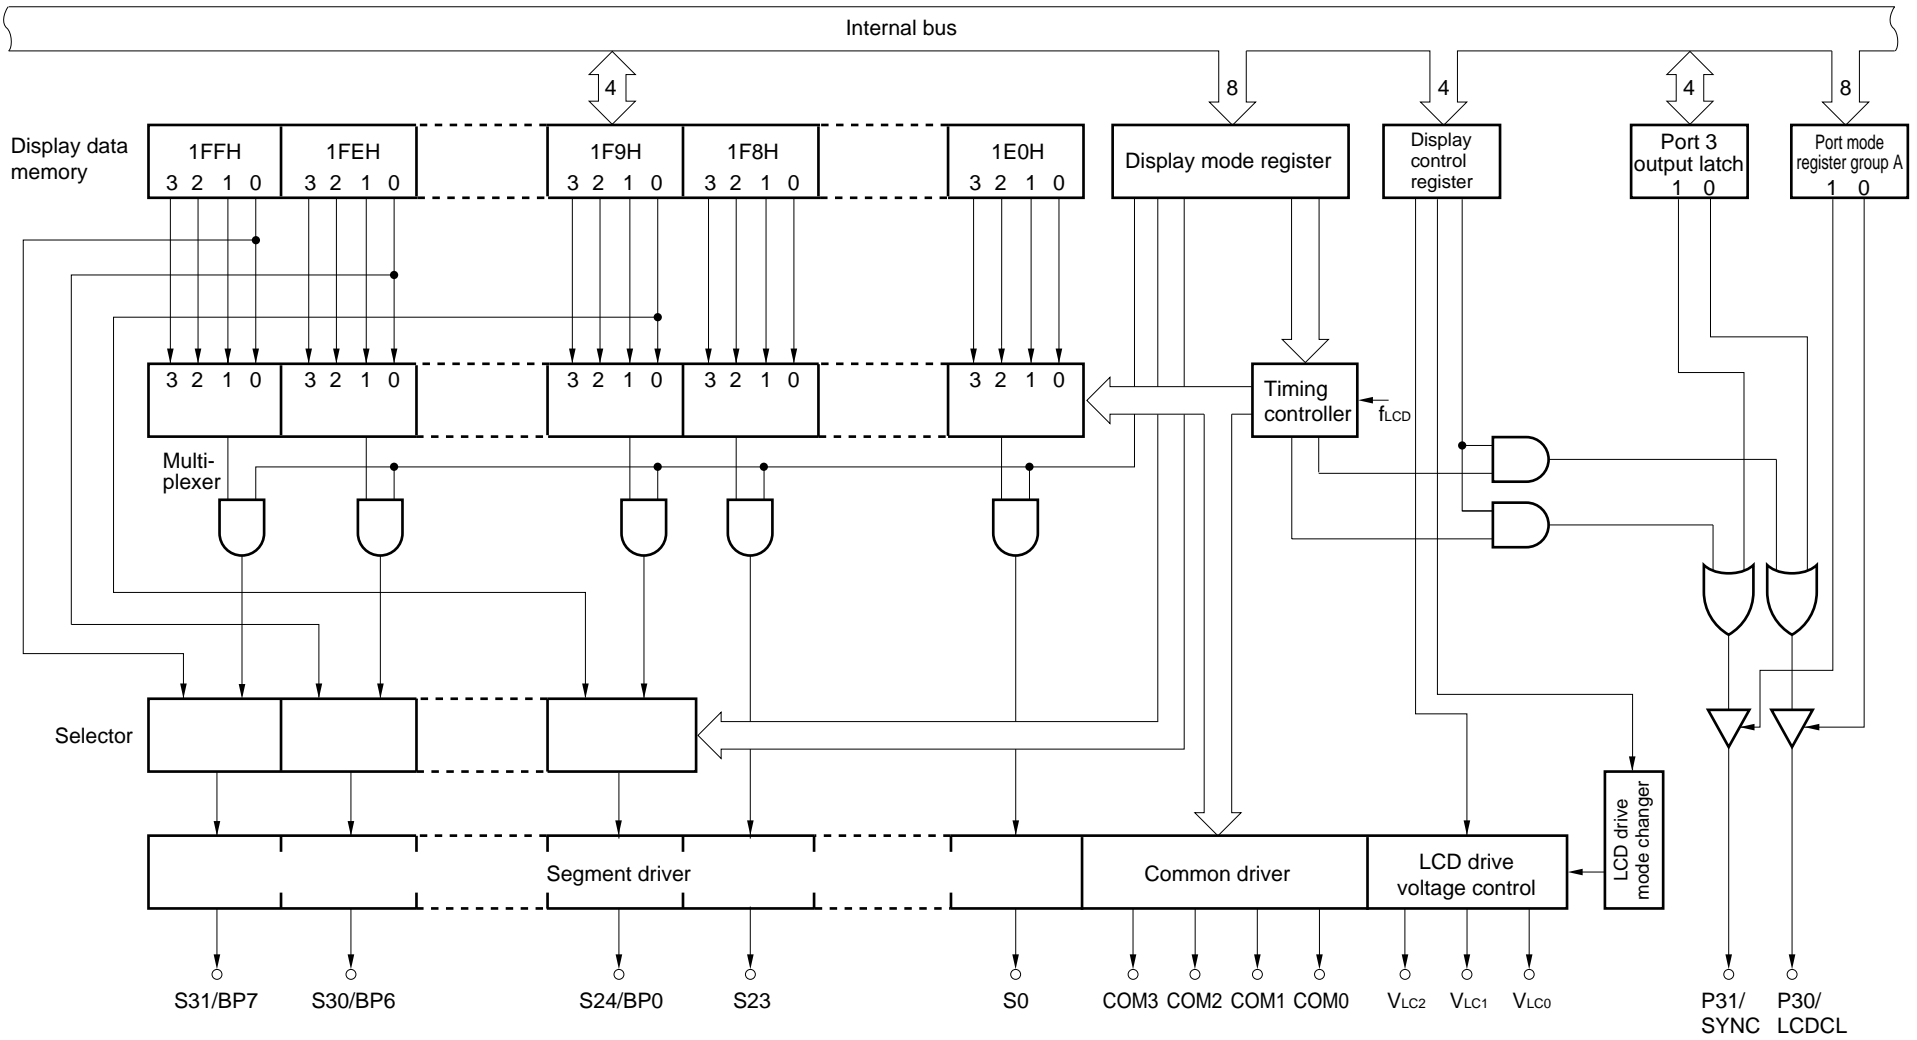 Internal bus
4
8
4
4
8
Display data
memory
1FFH
3 2 1 0
1FEH
3 2 1 0
1F9H
3 2 1 0
1F8H
3 2 1 0
1E0H
3 2 1 0
Display mode register
Display
control
register
Port 3
output latch
1 0
Port mode
register group A
1 0
3 2 1 0
3 2 1 0
3 2 1 0
3 2 1 0
3 2 1 0
Timing
controller
fLCD
Multi-
plexer
Selector
LCD drive
mode changer
Segment driver
Common driver
LCD drive
voltage control
S31/BP7
S30/BP6
S24/BP0
S23
S0
COM3
COM2
COM1
COM0
VLC2
VLC1
VLC0
P31/
SYNC
P30/
LCDCL